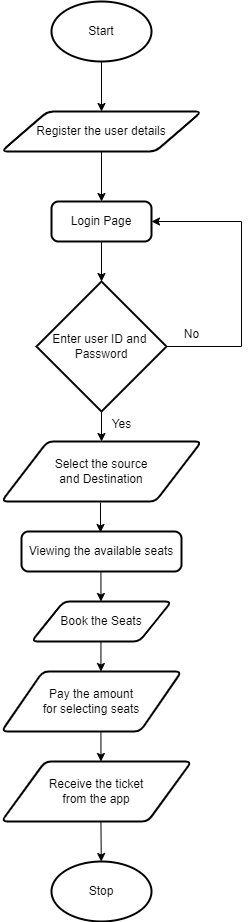 Start
Register the user details
Login Page
Enter user ID and
Password
No
Yes
Select the source
and Destination
Viewing the available seats
Book the Seats
Pay the amount
for selecting seats
Receive the ticket
from the app
Stop